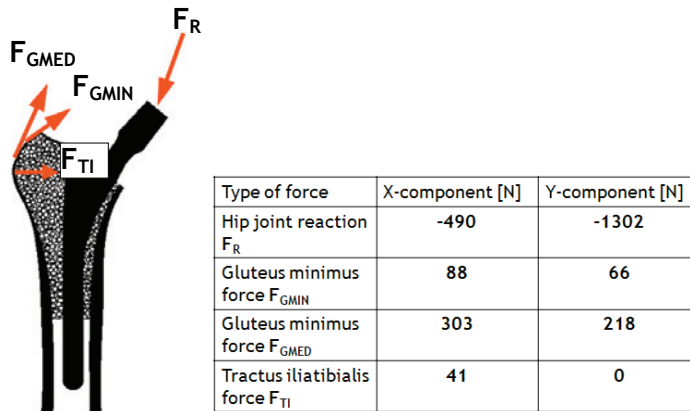 F_R
F_GMED
F_GMIN
F_TI
Type of force X-component [N] Y-component [N]
Hip joint reaction -490 -1302
F_R
Gluteus minimus 88 66
force F_GMIN
Gluteus minimus 303 218
force F_GMED
Tractus iliatibialis 41 0
force F_TI